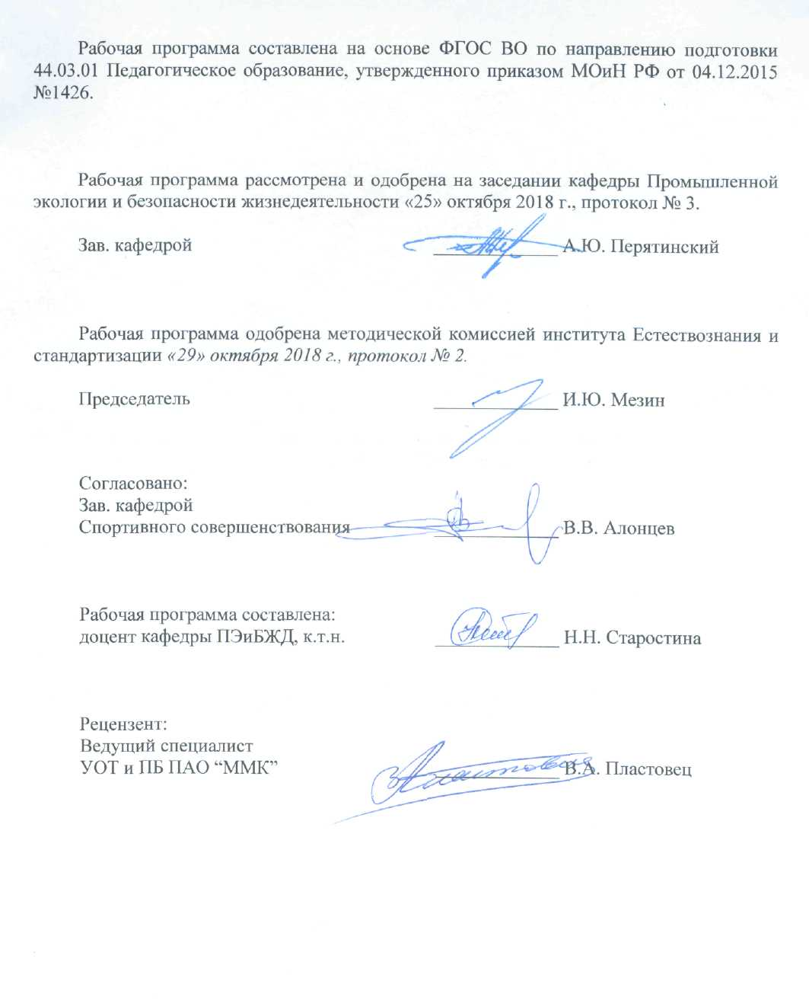 Рабочая программа составлена на основе ФГОС ВО по направлению подготовки
44.03.01 Педагогическое образование, утвержденного приказом МОиН РФ от 04.12.2015
№1426.
Рабочая программа рассмотрена и одобрена на заседании кафедры Промышленной
экологии и безопасности жизнедеятельности «25» октября 2018 г., протокол № 3.
Зав. кафедрой А.Ю. Перятинский
Рабочая программа одобрена методической комиссией института Естествознания и
стандартизации «29» октября 2018 г., протокол № 2.
Председатель И.Ю. Мезин
Согласовано:
Зав. кафедрой
Спортивного совершенствования В.В. Алонцев
Рабочая программа составлена:
доцент кафедры ПЭиБЖД, к.т.н. Н.Н. Старостина
Рецензент:
Ведущий специалист
УОТ и ПБ ПАО “ММК” В.А. Пластовец